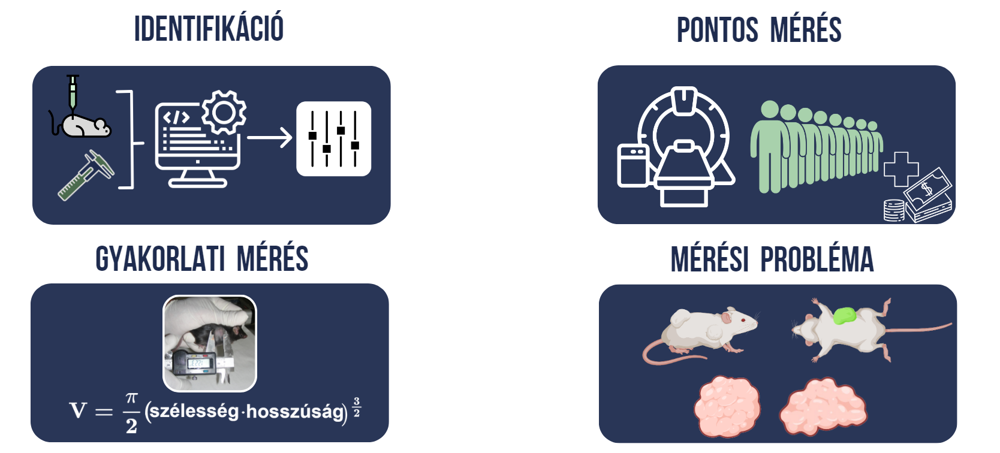 IDENTIFIKÁCIÓ
PONTOS MÉRÉS
</>
$
GYAKORLATI MÉRÉS
MÉRÉSI PROBLÉMA
V = π/2 (szélesség·hosszúság)^3/2